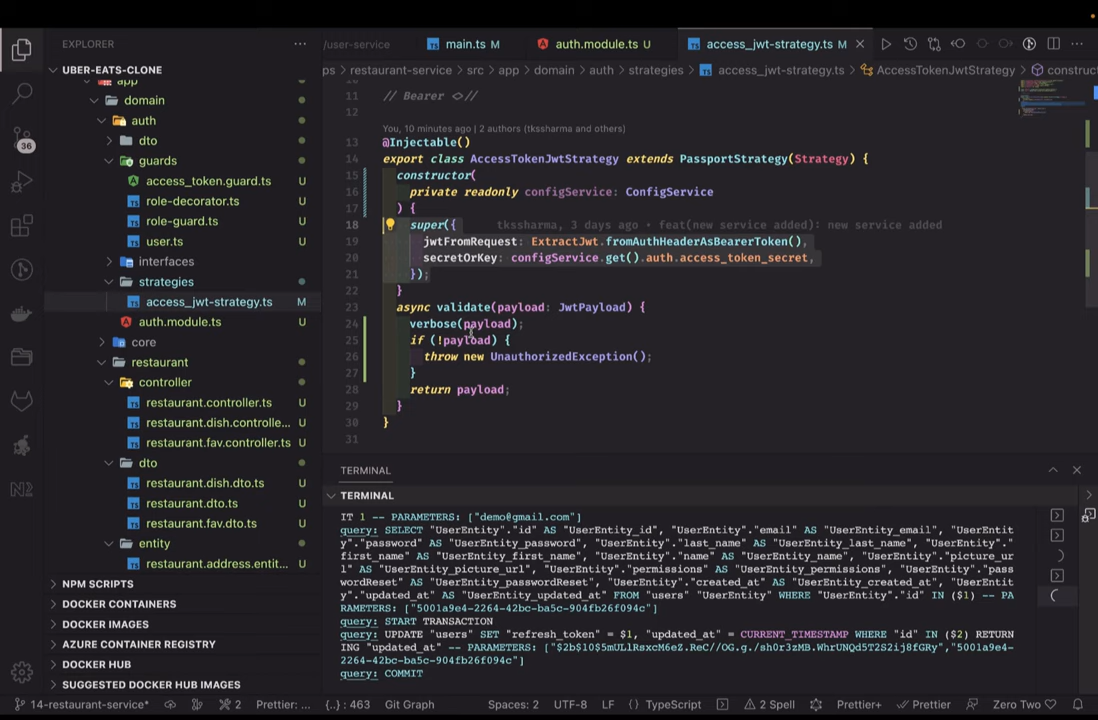 EXPLORER
/user-service
main.ts M
auth.module.ts U
access_jwt-strategy.ts M
UBER-EATS-CLONE
ps > restaurant-service > src > app > domain > auth > strategies > access_jwt-strategy.ts > AccessTokenJwtStrategy > construct
app
domain
auth
dto
guards
access_token.guard.ts U
role-decorator.ts U
role-guard.ts U
user.ts U
interfaces
strategies
access_jwt-strategy.ts M
auth.module.ts U
core
restaurant
controller
restaurant.controller.ts U
restaurant.dish.controlle... U
restaurant.fav.controller.ts U
dto
restaurant.dish.dto.ts U
restaurant.dto.ts U
restaurant.fav.dto.ts U
entity
restaurant.address.entit... U
NPM SCRIPTS
DOCKER CONTAINERS
DOCKER IMAGES
AZURE CONTAINER REGISTRY
DOCKER HUB
SUGGESTED DOCKER HUB IMAGES
36
11 // Bearer <>//
12
You, 10 minutes ago | 2 authors (tkssharma and others)
13 @Injectable()
14 export class AccessTokenJwtStrategy extends PassportStrategy(Strategy) {
15 constructor(
16 private readonly configService: ConfigService
17 ) {
18 super({ tkssharma, 3 days ago • feat(new service added): new service added
19 jwtFromRequest: ExtractJwt.fromAuthHeaderAsBearerToken(),
20 secretOrKey: configService.get().auth.access_token_secret,
21 });
22 }
23 async validate(payload: JwtPayload) {
24 verbose(payload);
25 if (!payload) {
26 throw new UnauthorizedException();
27 }
28 return payload;
29 }
30 }
31
TERMINAL
TERMINAL
IT 1 -- PARAMETERS: ["demo@gmail.com"]
query: SELECT "UserEntity"."id" AS "UserEntity_id", "UserEntity"."email" AS "UserEntity_email", "UserEntit
y"."password" AS "UserEntity_password", "UserEntity"."last_name" AS "UserEntity_last_name", "UserEntity"."
first_name" AS "UserEntity_first_name", "UserEntity"."name" AS "UserEntity_name", "UserEntity"."picture_ur
l" AS "UserEntity_picture_url", "UserEntity"."permissions" AS "UserEntity_permissions", "UserEntity"."pass
wordReset" AS "UserEntity_passwordReset", "UserEntity"."created_at" AS "UserEntity_created_at", "UserEntit
y"."updated_at" AS "UserEntity_updated_at" FROM "users" "UserEntity" WHERE "UserEntity"."id" IN ($1) -- PA
RAMETERS: ["5001a9e4-2264-42bc-ba5c-904fb26f094c"]
query: START TRANSACTION
query: UPDATE "users" SET "refresh_token" = $1, "updated_at" = CURRENT_TIMESTAMP WHERE "id" IN ($2) RETURN
ING "updated_at" -- PARAMETERS: ["$2b$10$5mULlRsxcM6eZ.ReC//OG.g./sh0r3zMB.WhrUNQd5T2S2ij8fGRy","5001a9e4-
2264-42bc-ba5c-904fb26f094c"]
query: COMMIT
14-restaurant-service* 2 Prettier: ... {..} : 463 Git Graph Spaces: 2 UTF-8 LF {} TypeScript 2 Spell Prettier+ Prettier Zero Two